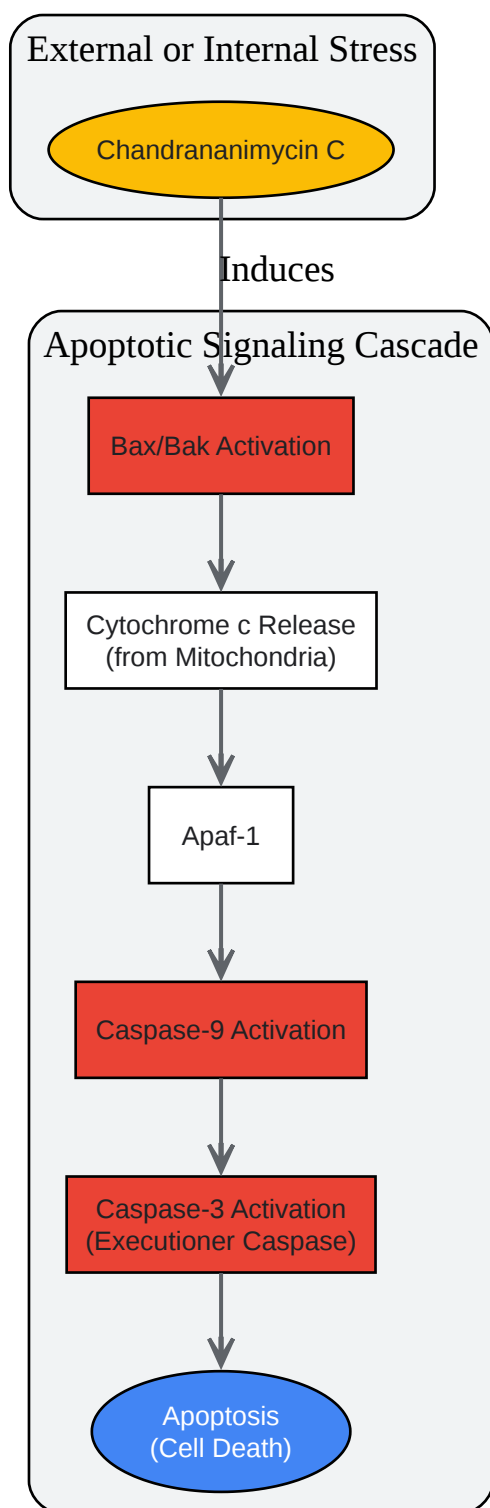 External or Internal Stress
Chandrananimycin C
Induces
Apoptotic Signaling Cascade
Bax/Bak Activation
Cytochrome c Release
(from Mitochondria)
Apaf-1
Caspase-9 Activation
Caspase-3 Activation
(Executioner Caspase)
Apoptosis
(Cell Death)